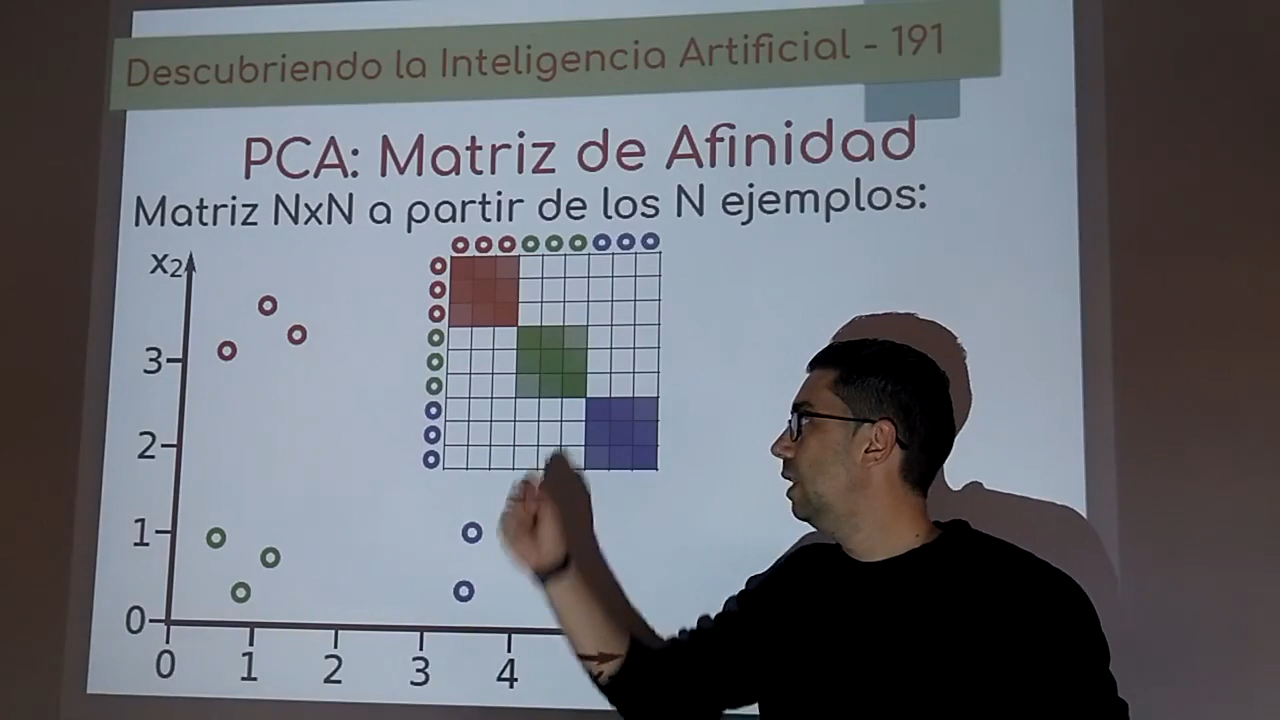 Descubriendo la Inteligencia Artificial - 191
PCA: Matriz de Afinidad
Matriz NxN a partir de los N ejemplos:
x2
3
2
1
0
0 1 2 3 4